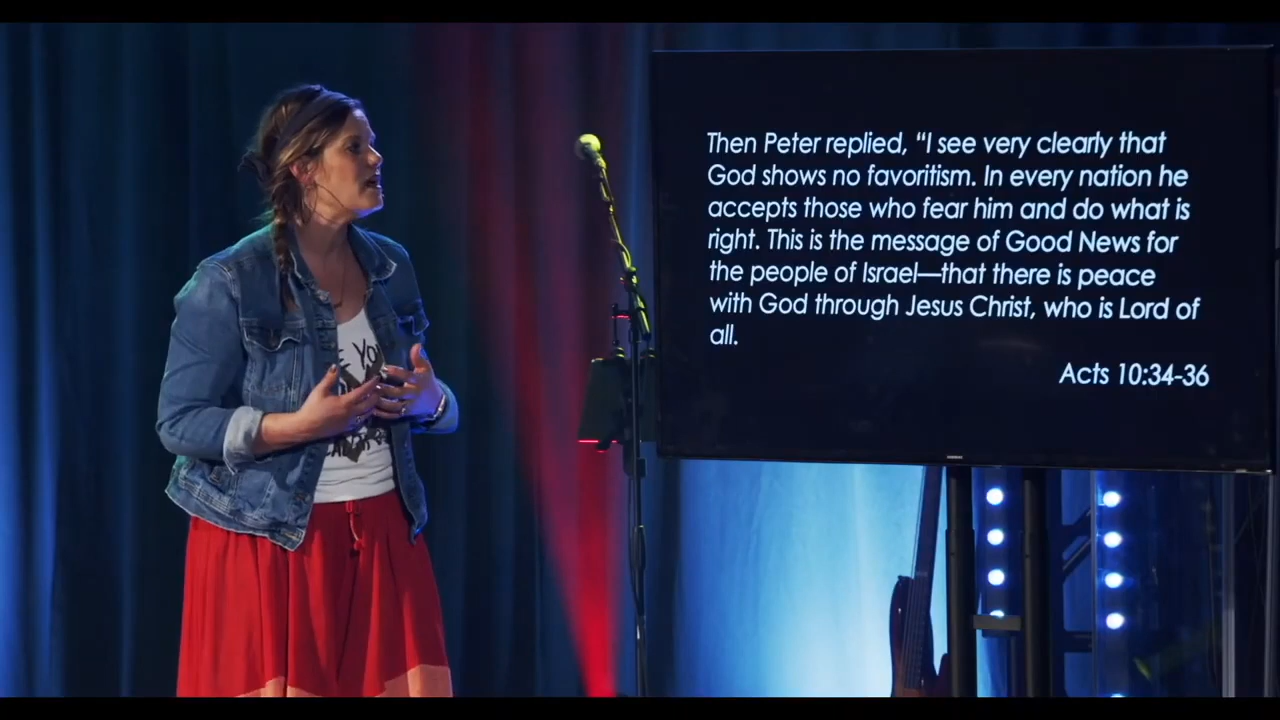 Then Peter replied, “I see very clearly that
God shows no favoritism. In every nation he
accepts those who fear him and do what is
right. This is the message of Good News for
the people of Israel—that there is peace
with God through Jesus Christ, who is Lord of
all.
Acts 10:34-36
YOU